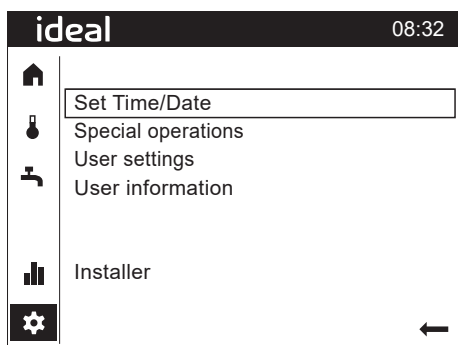 ideal 08:32
Set Time/Date
Special operations
User settings
User information
Installer